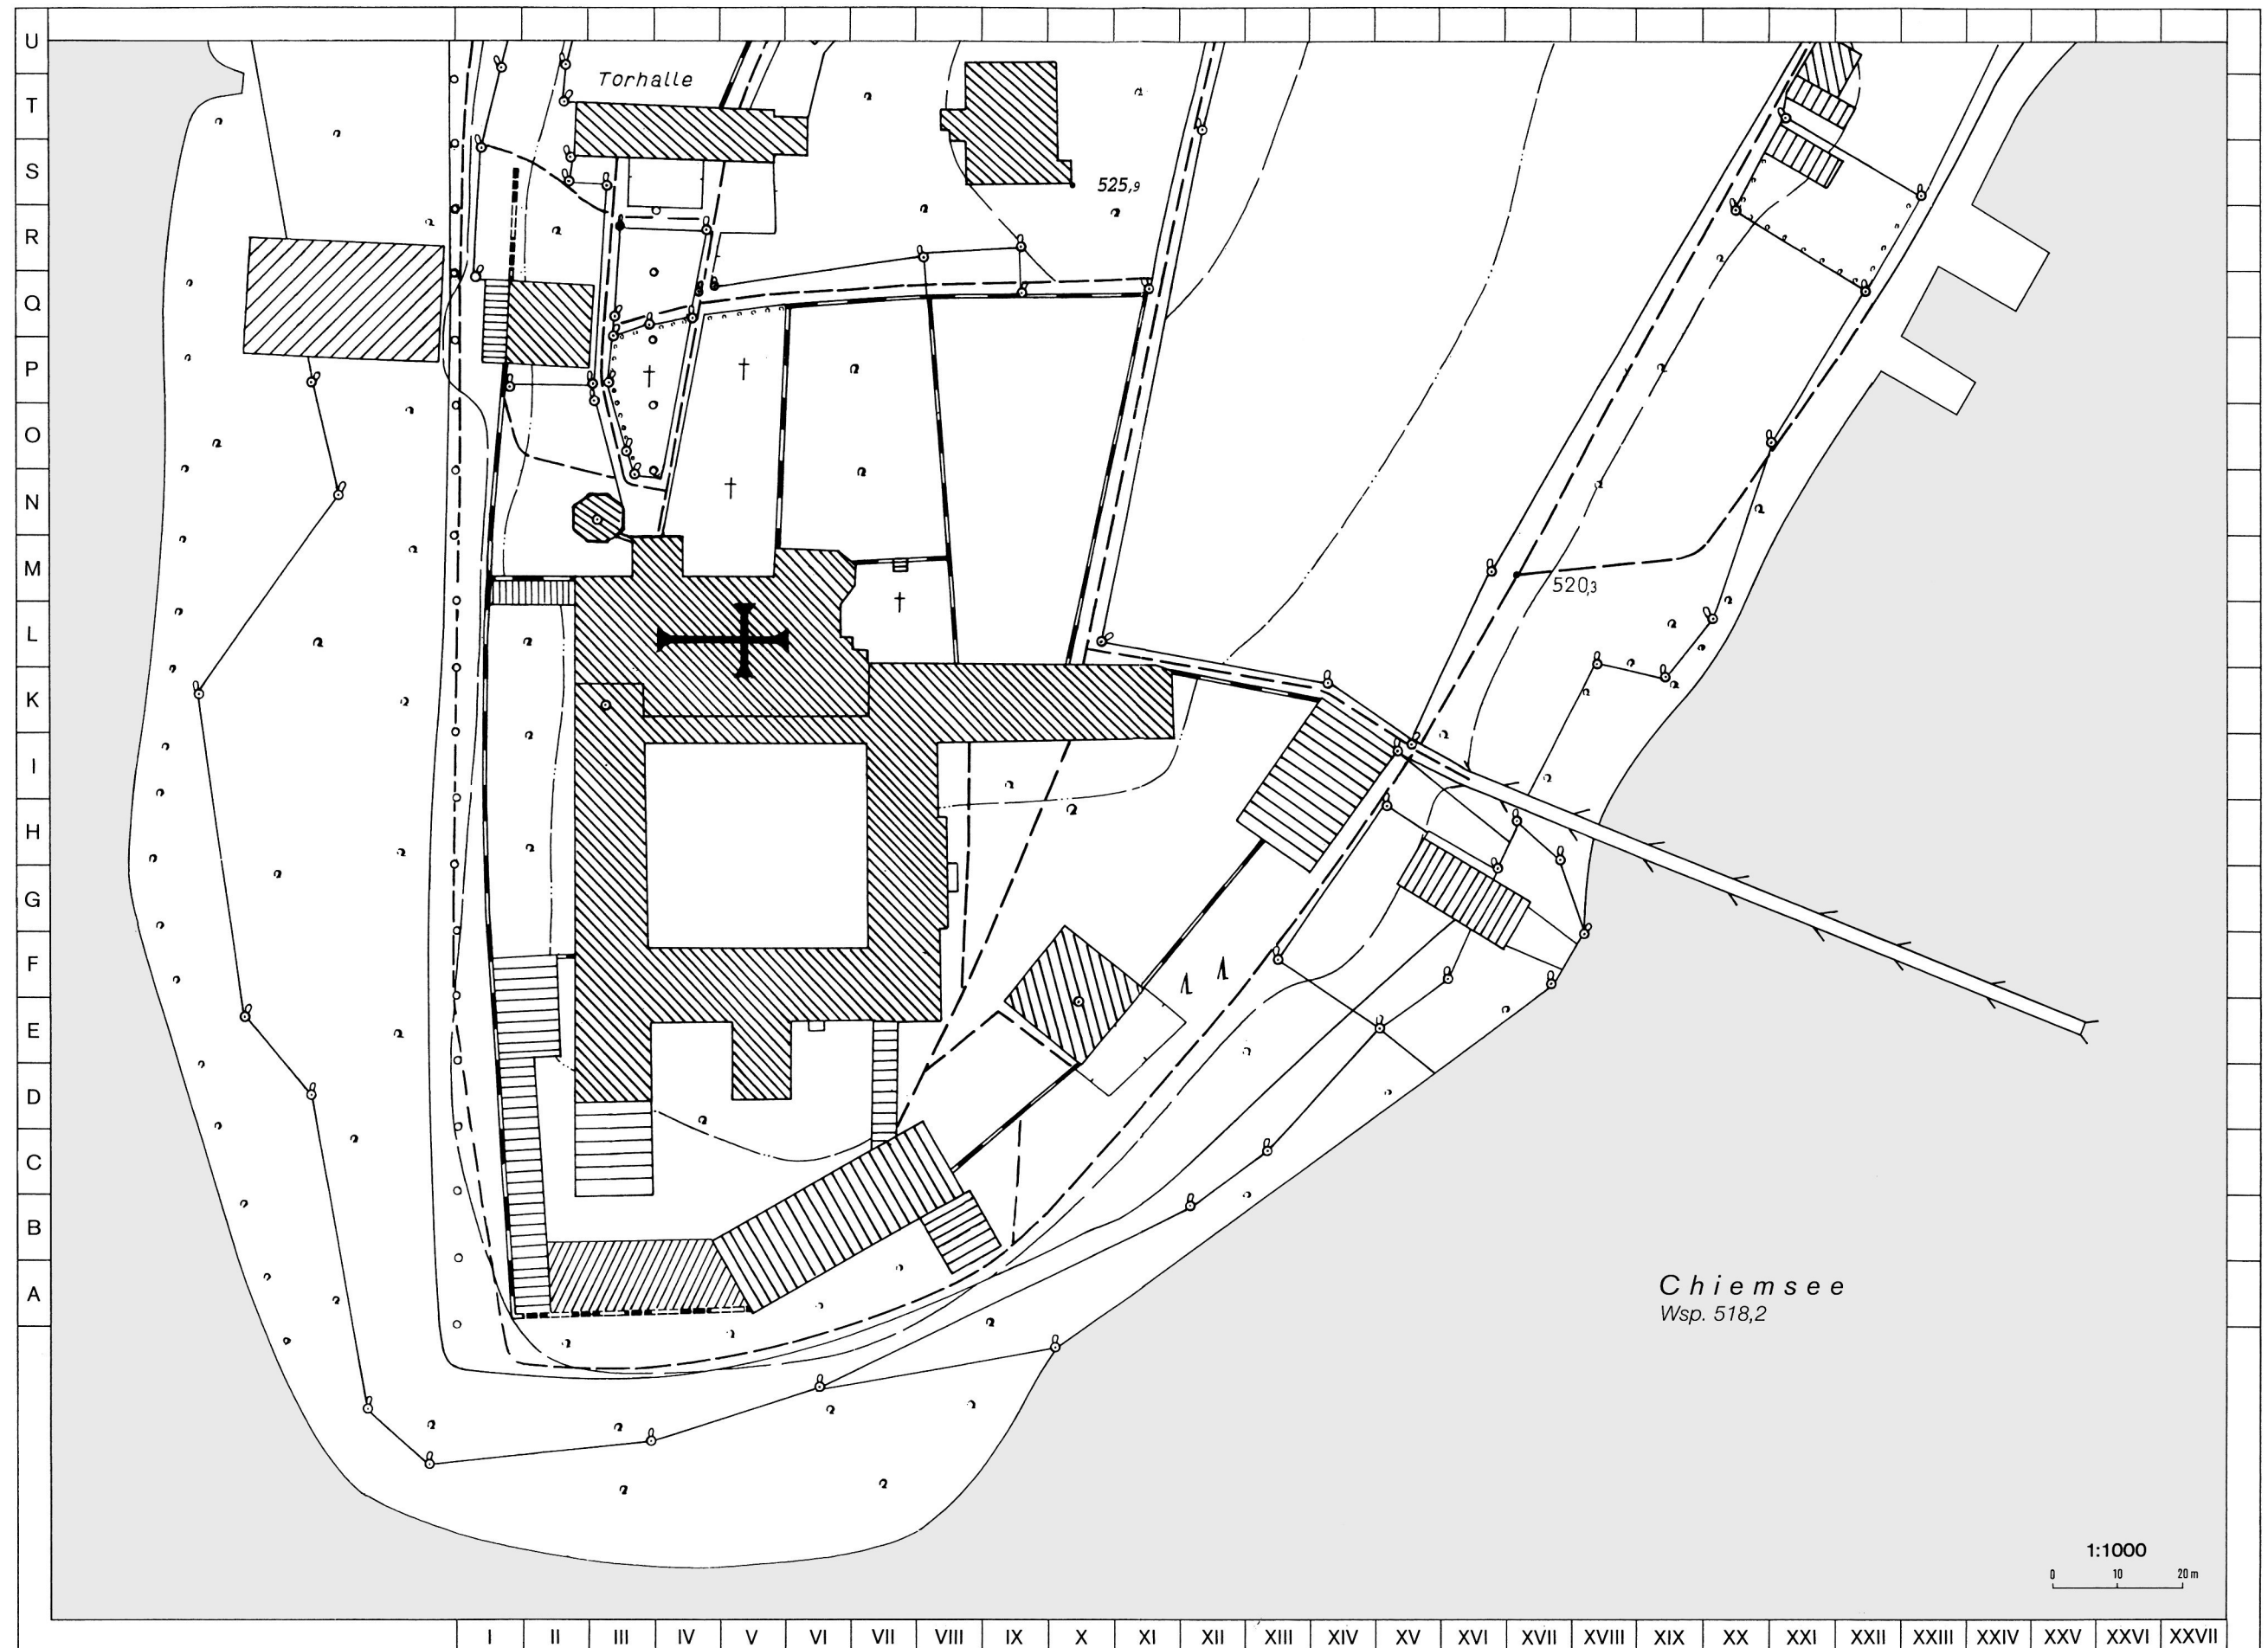 U
Torhalle
T
S
525,9
R
Q
P
O
N
M
520,3
L
K
I
H
G
F
E
D
C
B
A
Chiemsee
Wsp. 518,2
1:1000
0 10 20 m
I II III IV V VI VII VIII IX X XI XII XIII XIV XV XVI XVII XVIII XIX XX XXI XXII XXIII XXIV XXV XXVI XXVII